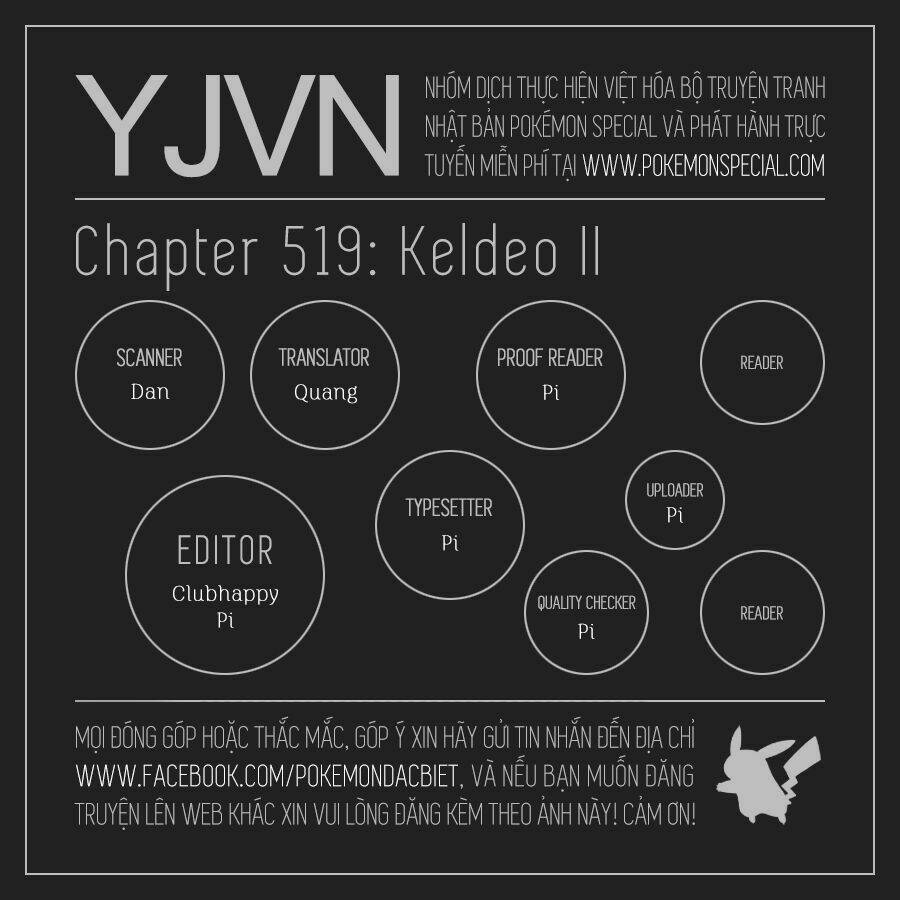 YJVN
NHÓM DỊCH THỰC HIỆN VIỆT HÓA BỘ TRUYỆN TRANH
NHẬT BẢN POKÉMON SPECIAL VÀ PHÁT HÀNH TRỰC
TUYẾN MIỄN PHÍ TẠI WWW.POKEMONSPECIAL.COM
Chapter 519: Keldeo II
SCANNER
Dan
TRANSLATOR
Quang
PROOF READER
Pi
READER
EDITOR
Clubhappy
Pi
TYPESETTER
Pi
UPLOADER
Pi
QUALITY CHECKER
Pi
READER
MỌI ĐÓNG GÓP HOẶC THẮC MẮC, GÓP Ý XIN HÃY GỬI TIN NHẮN ĐẾN ĐỊA CHỈ
WWW.FACEBOOK.COM/POKEMONDACBIET, VÀ NẾU BẠN MUỐN ĐĂNG
TRUYỆN LÊN WEB KHÁC XIN VUI LÒNG ĐĂNG KÈM THEO ẢNH NÀY! CẢM ƠN!